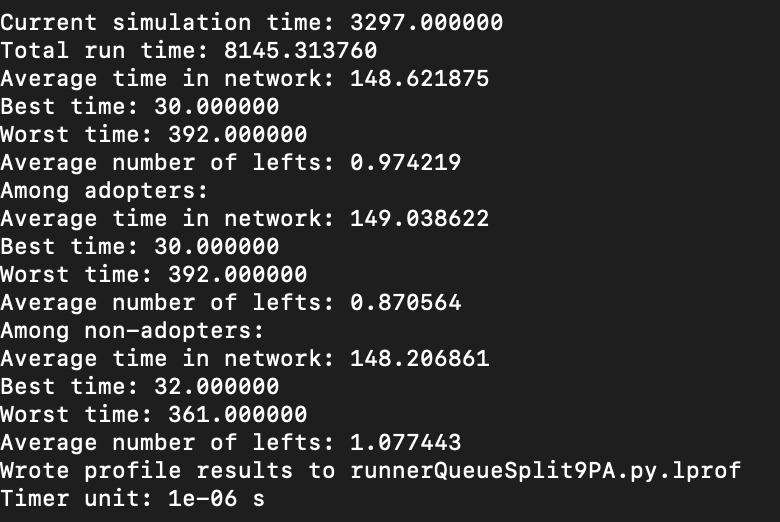 Current simulation time: 3297.000000
Total run time: 8145.313760
Average time in network: 148.621875
Best time: 30.000000
Worst time: 392.000000
Average number of lefts: 0.974219
Among adopters:
Average time in network: 149.038622
Best time: 30.000000
Worst time: 392.000000
Average number of lefts: 0.870564
Among non-adopters:
Average time in network: 148.206861
Best time: 32.000000
Worst time: 361.000000
Average number of lefts: 1.077443
Wrote profile results to runnerQueueSplit9PA.py.lprof
Timer unit: 1e-06 s